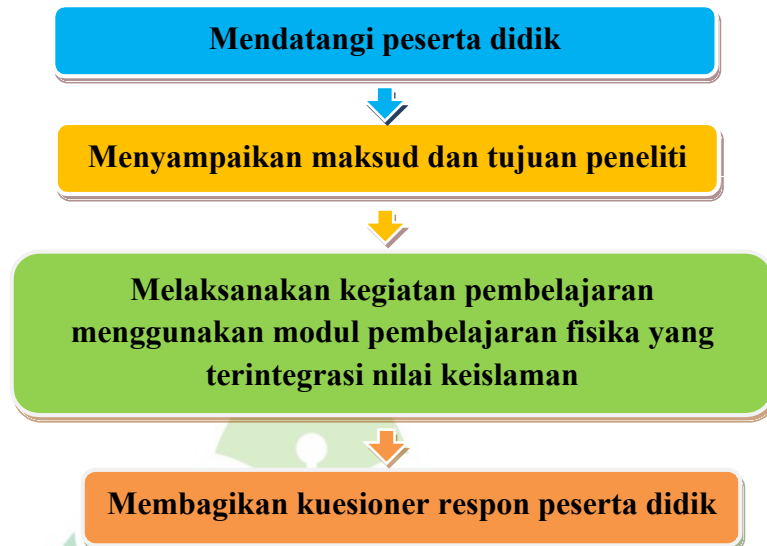 Mendatangi peserta didik
Menyampaikan maksud dan tujuan peneliti
Melaksanakan kegiatan pembelajaran
menggunakan modul pembelajaran fisika yang
terintegrasi nilai keislaman
Membagikan kuesioner respon peserta didik